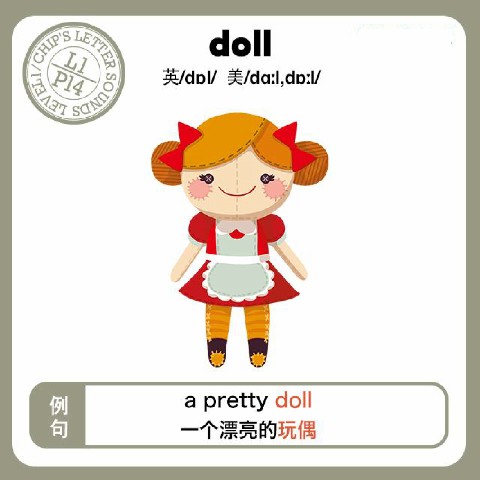 CHIP'S LETTER SOUNDS LEVEL1/
L1
P14
doll
英/dɒl/ 美/dɑːl,dɒːl/
例句
a pretty doll
一个漂亮的玩偶